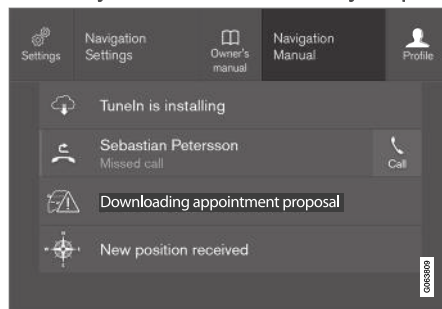 Settings
Navigation
Settings
Owner's
manual
Navigation
Manual
Profile
TuneIn is installing
Sebastian Petersson
Missed call
Call
Downloading appointment proposal
New position received
G063809